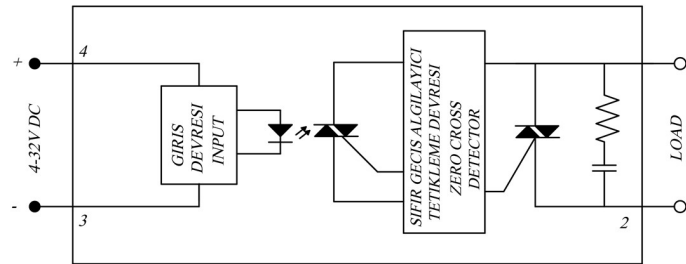 4
+
4-32V DC
-
3
GIRIS
DEVRESI
INPUT
SIFIR GECIS ALGILAYICI
TETIKLEME DEVRESI
ZERO CROSS
DETECTOR
2
LOAD